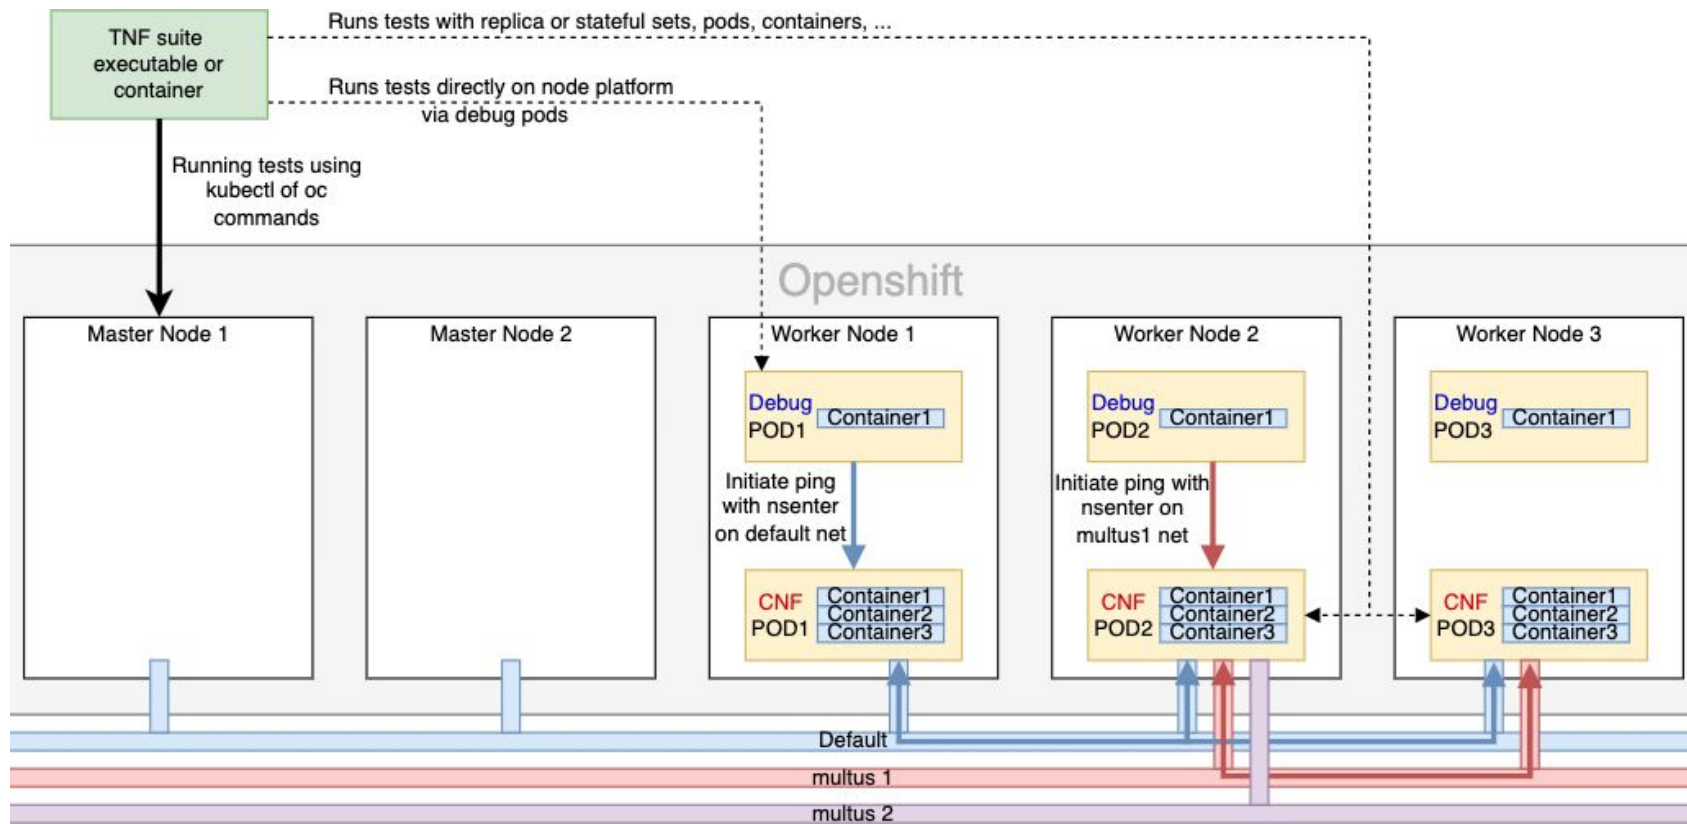 TNF suite
executable or
container
Runs tests with replica or stateful sets, pods, containers, ...
Runs tests directly on node platform
via debug pods
Running tests using
kubectl of oc
commands
Openshift
Master Node 1
Master Node 2
Worker Node 1
Debug
POD1
Container1
Initiate ping
with nsenter
on default net
CNF
POD1
Container1
Container2
Container3
Worker Node 2
Debug
POD2
Container1
Initiate ping with
nsenter on
multus1 net
CNF
POD2
Container1
Container2
Container3
Worker Node 3
Debug
POD3
Container1
CNF
POD3
Container1
Container2
Container3
Default
multus 1
multus 2